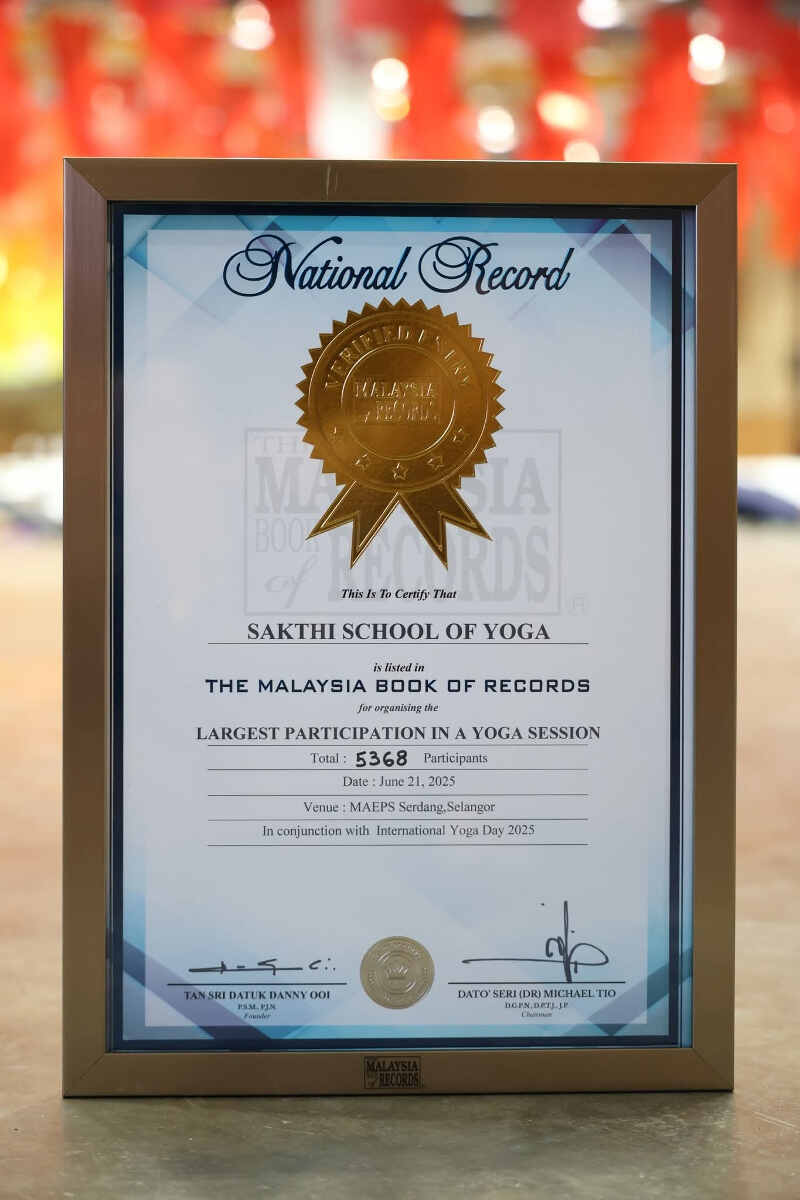 National Record
VERIFIED ENTRY
MALAYSIA
of RECORDS
THE
MALAYSIA
BOOK
of RECORDS
This Is To Certify That
SAKTHI SCHOOL OF YOGA
is listed in
THE MALAYSIA BOOK OF RECORDS
for organising the
LARGEST PARTICIPATION IN A YOGA SESSION
Total : 5368 Participants
Date : June 21, 2025
Venue : MAEPS Serdang,Selangor
In conjunction with International Yoga Day 2025
TAN SRI DATUK DANNY OOI
P.S.M., P.J.N.
Founder
DATO' SERI (DR) MICHAEL TIO
D.G.P.N., D.P.T.J., J.P.
Chairman
MALAYSIA
of RECORDS